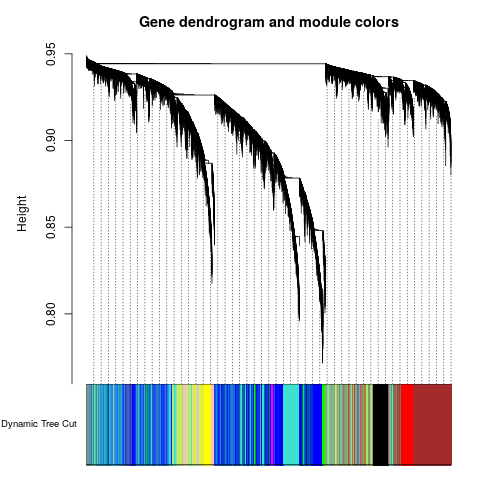 Gene dendrogram and module colors
0.95
0.90
0.85
0.80
Height
Dynamic Tree Cut